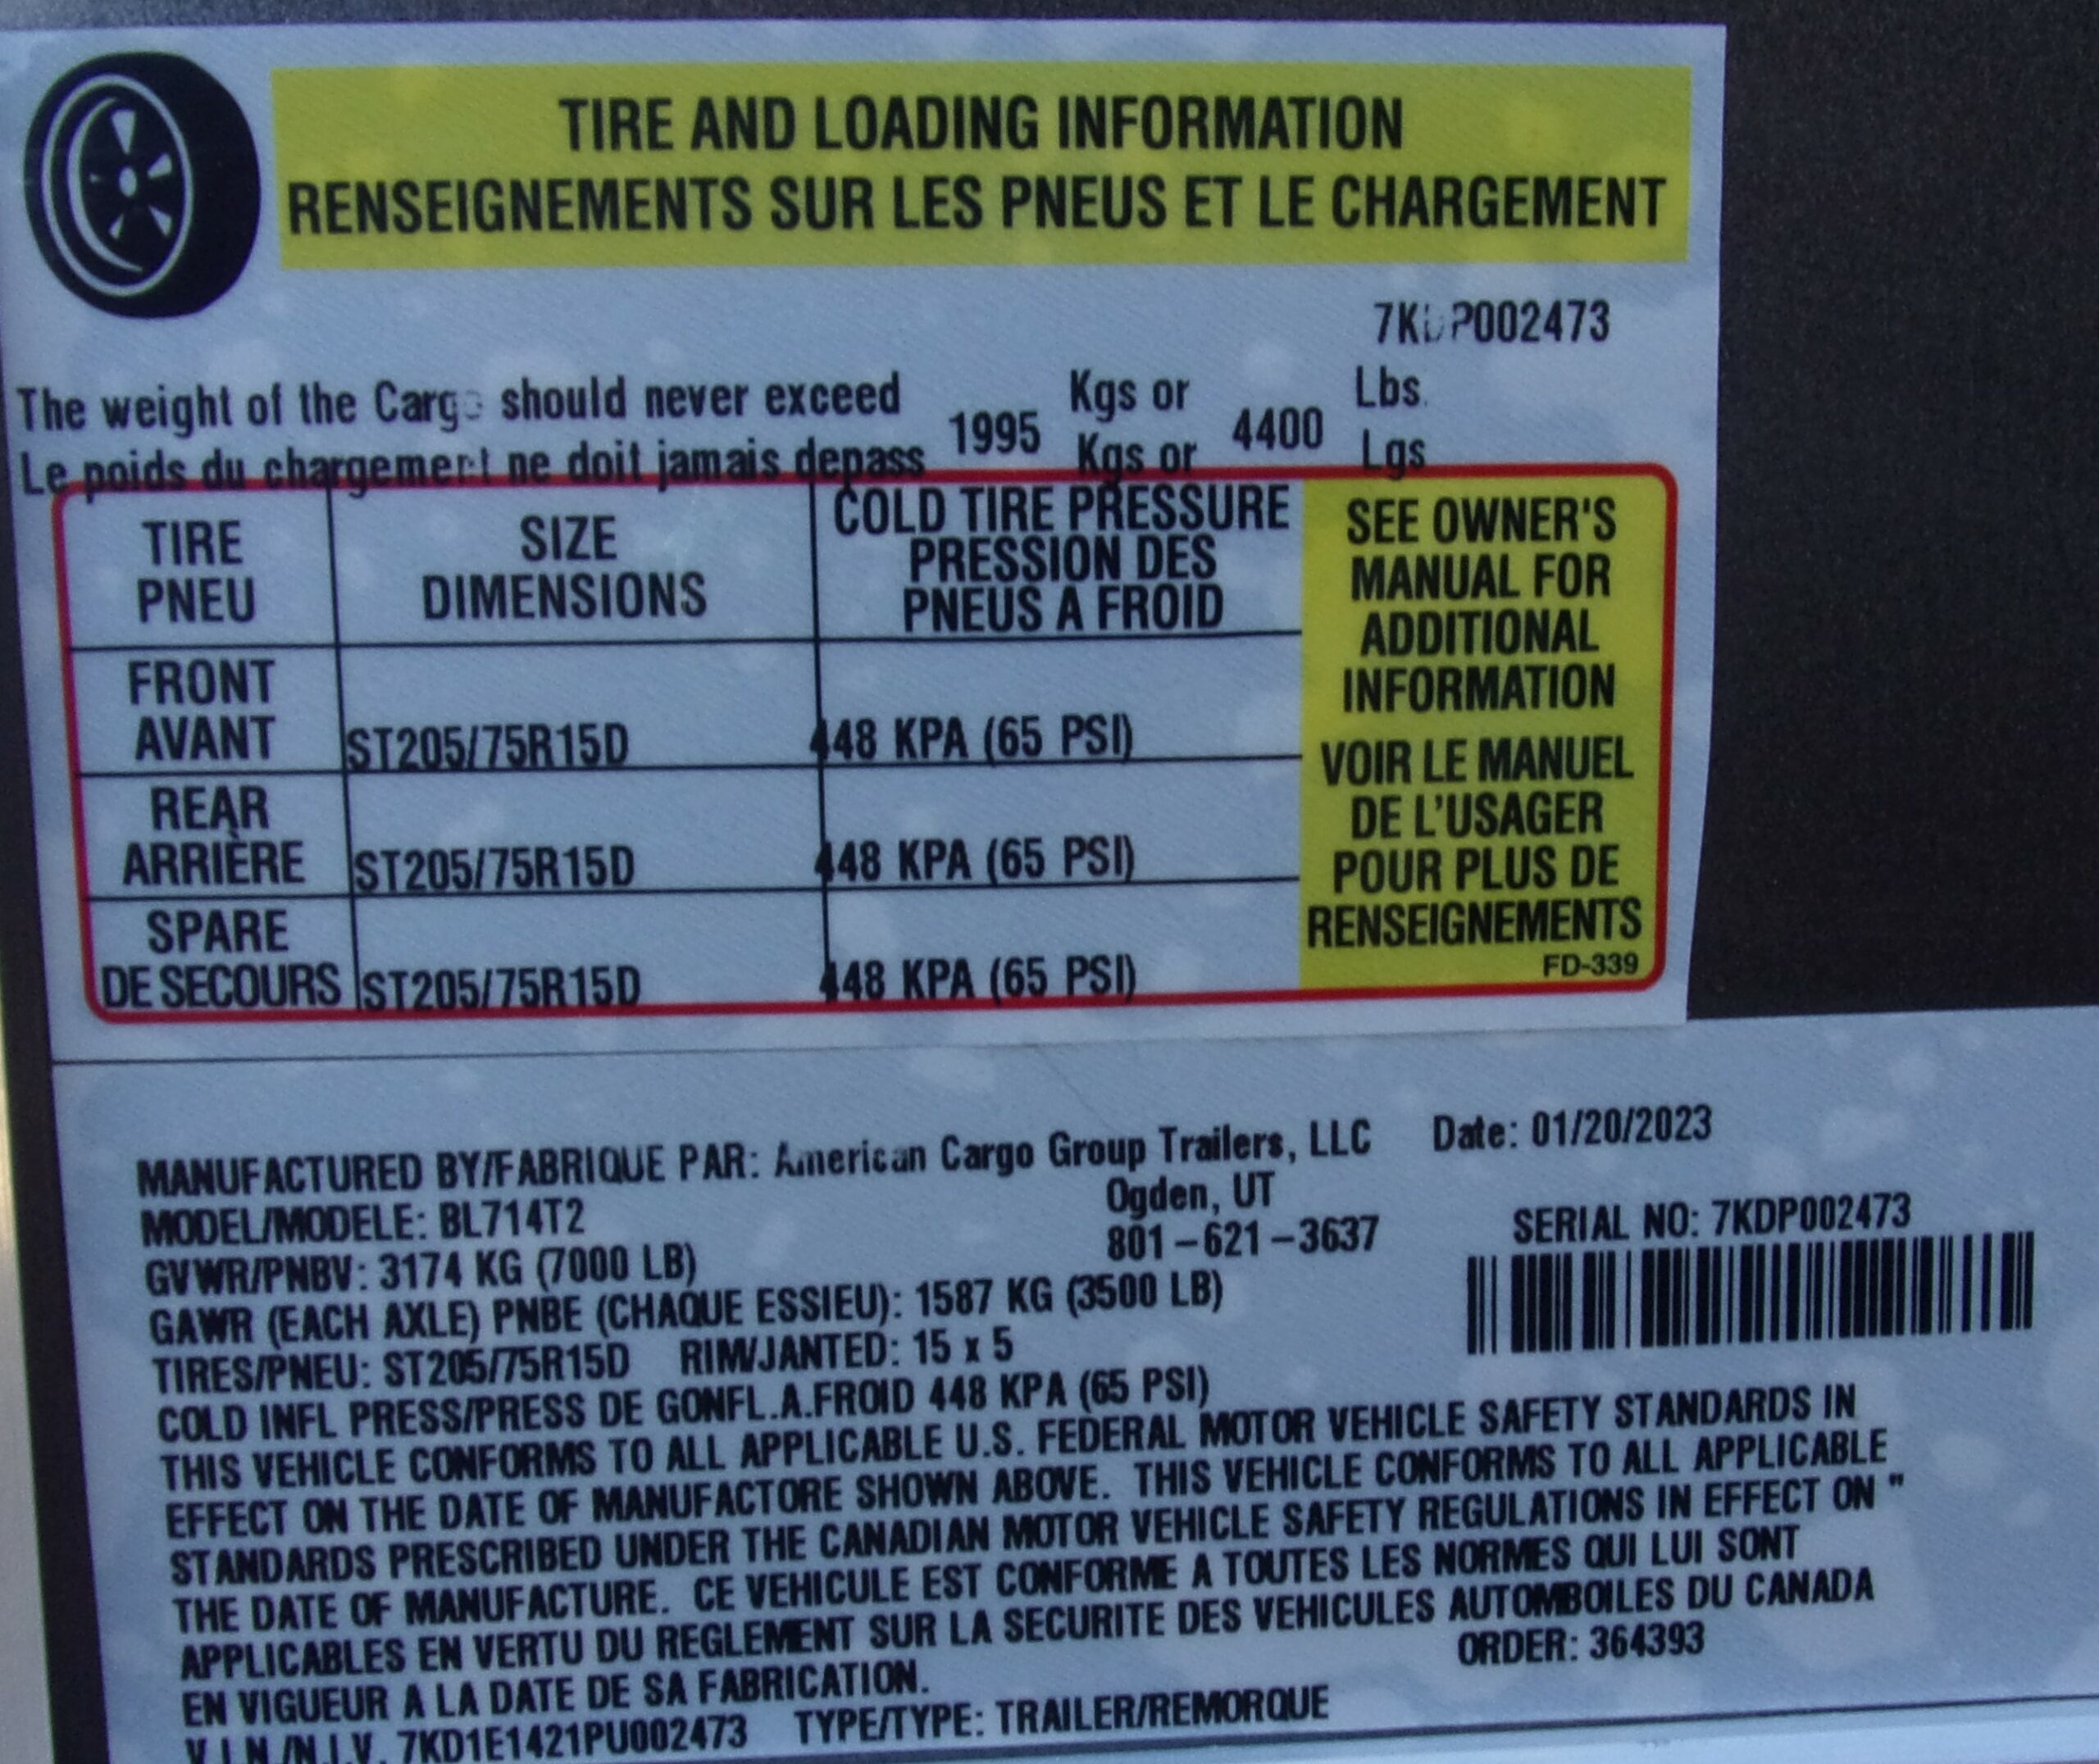 TIRE AND LOADING INFORMATION
RENSEIGNEMENTS SUR LES PNEUS ET LE CHARGEMENT
7KDP002473
The weight of the Cargo should never exceed 1995 Kgs or 4400 Lbs.
Le poids du chargement ne doit jamais depass Kgs or Lgs
TIRE
PNEU
SIZE
DIMENSIONS
COLD TIRE PRESSURE
PRESSION DES
PNEUS A FROID
FRONT
AVANT ST205/75R15D 448 KPA (65 PSI)
REAR
ARRIÈRE ST205/75R15D 448 KPA (65 PSI)
SPARE
DE SECOURS ST205/75R15D 448 KPA (65 PSI)
SEE OWNER'S
MANUAL FOR
ADDITIONAL
INFORMATION
VOIR LE MANUEL
DE L'USAGER
POUR PLUS DE
RENSEIGNEMENTS
FD-339
MANUFACTURED BY/FABRIQUE PAR: American Cargo Group Trailers, LLC Date: 01/20/2023
Ogden, UT
MODEL/MODELE: BL714T2
801-621-3637
SERIAL NO: 7KDP002473
GVWR/PNBV: 3174 KG (7000 LB)
GAWR (EACH AXLE) PNBE (CHAQUE ESSIEU): 1587 KG (3500 LB)
TIRES/PNEU: ST205/75R15D RIM/JANTED: 15 x 5
COLD INFL PRESS/PRESS DE GONFL.A.FROID 448 KPA (65 PSI)
THIS VEHICLE CONFORMS TO ALL APPLICABLE U.S. FEDERAL MOTOR VEHICLE SAFETY STANDARDS IN
EFFECT ON THE DATE OF MANUFACTORE SHOWN ABOVE. THIS VEHICLE CONFORMS TO ALL APPLICABLE
STANDARDS PRESCRIBED UNDER THE CANADIAN MOTOR VEHICLE SAFETY REGULATIONS IN EFFECT ON "
THE DATE OF MANUFACTURE. CE VEHICULE EST CONFORME A TOUTES LES NORMES QUI LUI SONT
APPLICABLES EN VERTU DU REGLEMENT SUR LA SECURITE DES VEHICULES AUTOMBOILES DU CANADA
EN VIGUEUR A LA DATE DE SA FABRICATION.
ORDER: 364393
V.I.N./N.I.V. 7KD1E1421PU002473 TYPE/TYPE: TRAILER/REMORQUE